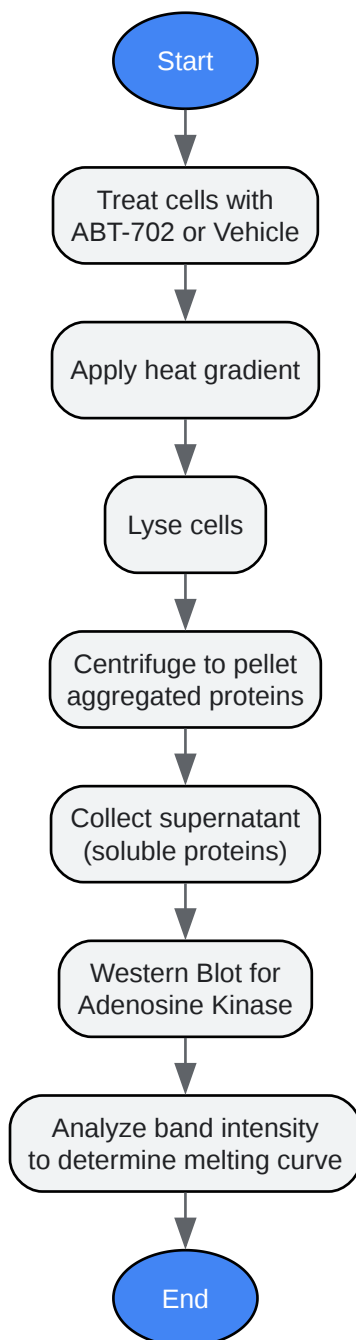 Start
Treat cells with
ABT-702 or Vehicle
Apply heat gradient
Lyse cells
Centrifuge to pellet
aggregated proteins
Collect supernatant
(soluble proteins)
Western Blot for
Adenosine Kinase
Analyze band intensity
to determine melting curve
End